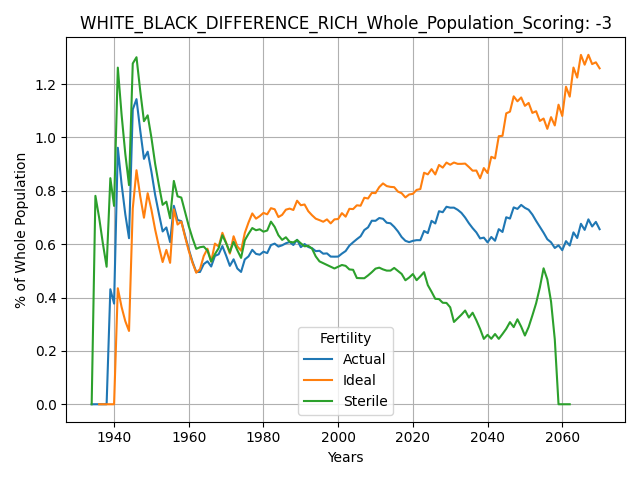 WHITE_BLACK_DIFFERENCE_RICH_Whole_Population_Scoring: -3
% of Whole Population
1.2
1.0
0.8
0.6
0.4
0.2
0.0
Fertility
Actual
Ideal
Sterile
1940 1960 1980 2000 2020 2040 2060
Years